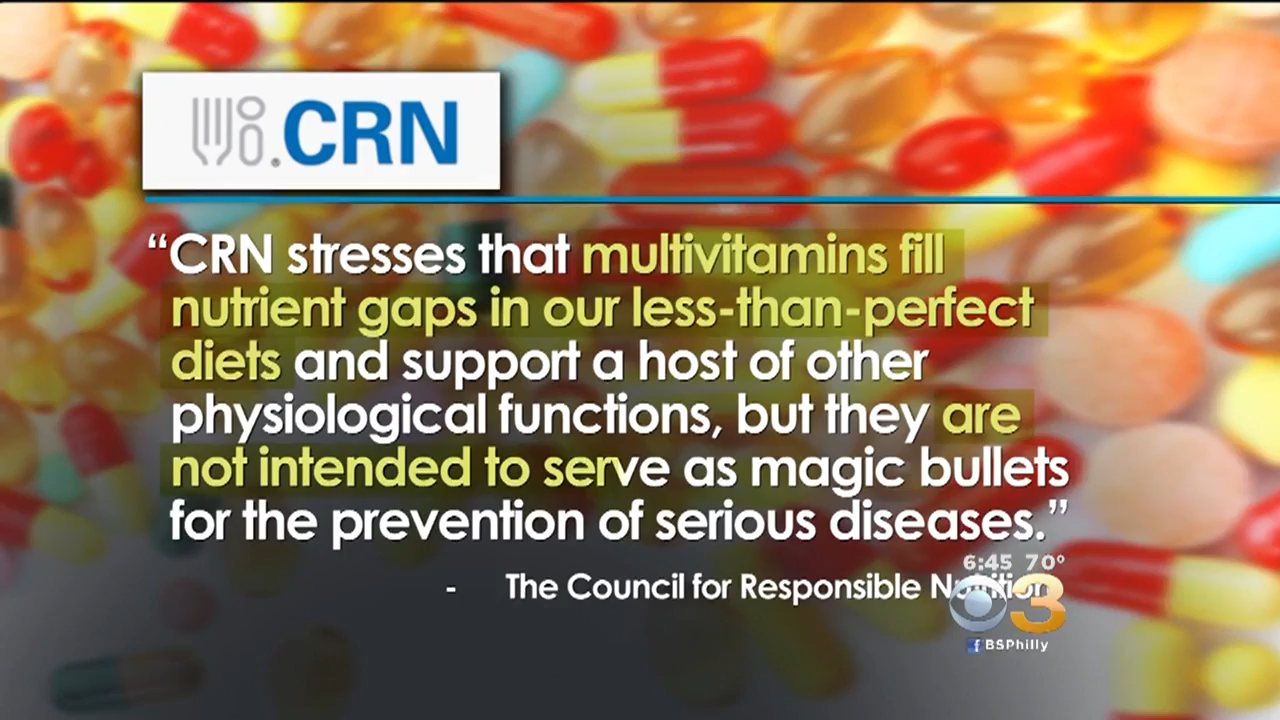 CRN
“CRN stresses that multivitamins fill
nutrient gaps in our less-than-perfect
diets and support a host of other
physiological functions, but they are
not intended to serve as magic bullets
for the prevention of serious diseases.”
- The Council for Responsible Nutrition
6:45 70°
3
f BSPhilly